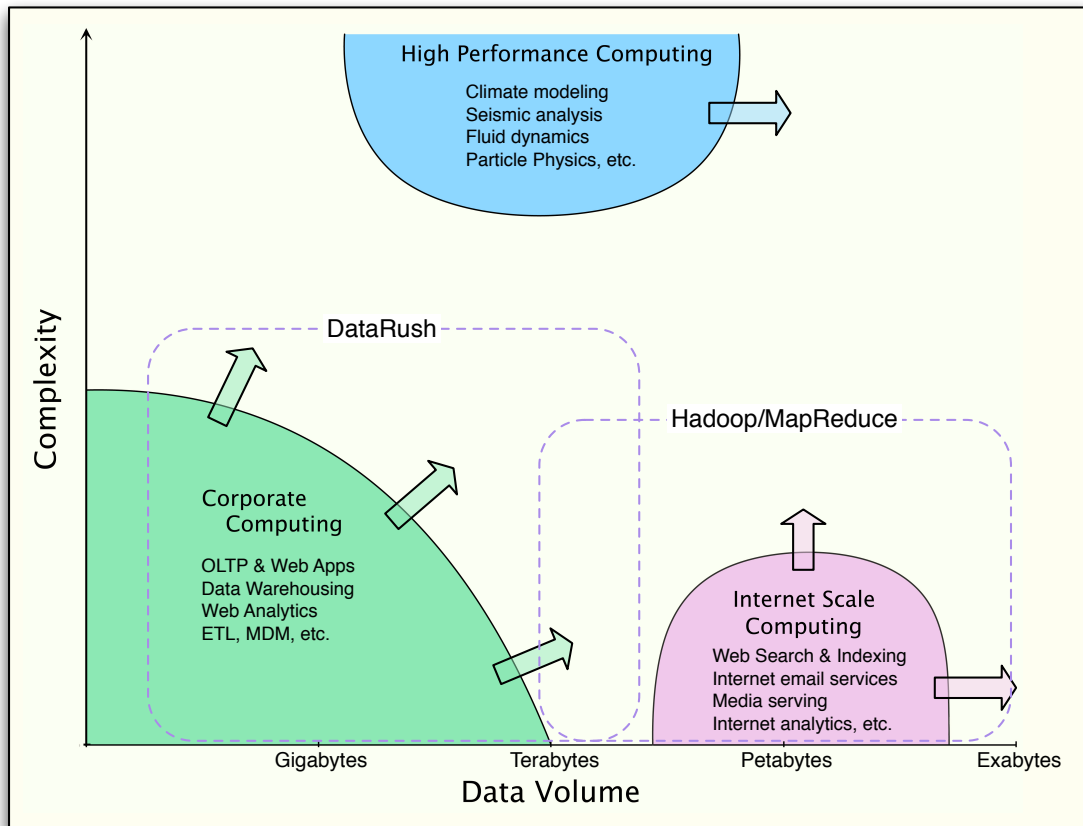 High Performance Computing
Climate modeling
Seismic analysis
Fluid dynamics
Particle Physics, etc.
Complexity
DataRush
Hadoop/MapReduce
Corporate
Computing
OLTP & Web Apps
Data Warehousing
Web Analytics
ETL, MDM, etc.
Internet Scale
Computing
Web Search & Indexing
Internet email services
Media serving
Internet analytics, etc.
Gigabytes
Terabytes
Petabytes
Exabytes
Data Volume